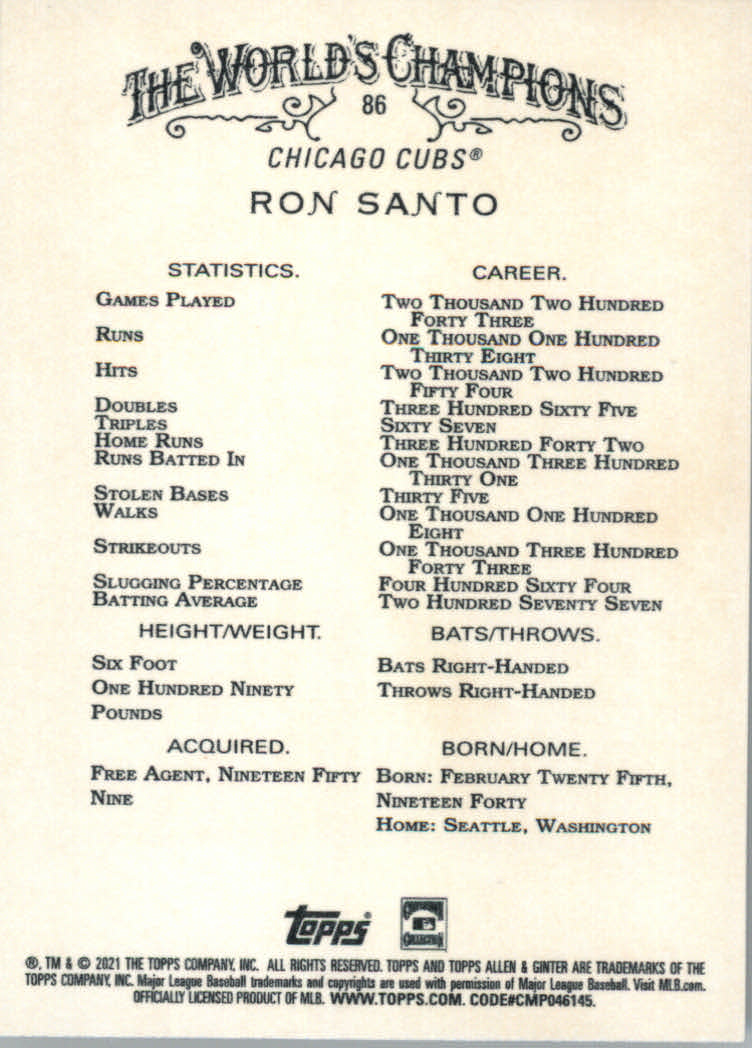 THE WORLD'S CHAMPIONS
86
CHICAGO CUBS®
RON SANTO
STATISTICS. CAREER.
GAMES PLAYED TWO THOUSAND TWO HUNDRED
FORTY THREE
RUNS ONE THOUSAND ONE HUNDRED
THIRTY EIGHT
HITS TWO THOUSAND TWO HUNDRED
FIFTY FOUR
DOUBLES THREE HUNDRED SIXTY FIVE
TRIPLES SIXTY SEVEN
HOME RUNS THREE HUNDRED FORTY TWO
RUNS BATTED IN ONE THOUSAND THREE HUNDRED
THIRTY ONE
STOLEN BASES THIRTY FIVE
WALKS ONE THOUSAND ONE HUNDRED
EIGHT
STRIKEOUTS ONE THOUSAND THREE HUNDRED
FORTY THREE
SLUGGING PERCENTAGE FOUR HUNDRED SIXTY FOUR
BATTING AVERAGE TWO HUNDRED SEVENTY SEVEN
HEIGHT/WEIGHT. BATS/THROWS.
SIX FOOT BATS RIGHT-HANDED
ONE HUNDRED NINETY THROWS RIGHT-HANDED
POUNDS
ACQUIRED. BORN/HOME.
FREE AGENT, NINETEEN FIFTY BORN: FEBRUARY TWENTY FIFTH,
NINE NINETEEN FORTY
HOME: SEATTLE, WASHINGTON
TOPPS®
COOPERSTOWN
COLLECTION
®, TM & © 2021 THE TOPPS COMPANY, INC. ALL RIGHTS RESERVED. TOPPS AND TOPPS ALLEN & GINTER ARE TRADEMARKS OF THE
TOPPS COMPANY, INC. Major League Baseball trademarks and copyrights are used with permission of Major League Baseball. Visit MLB.com.
OFFICIALLY LICENSED PRODUCT OF MLB. WWW.TOPPS.COM. CODE#CMP046145.